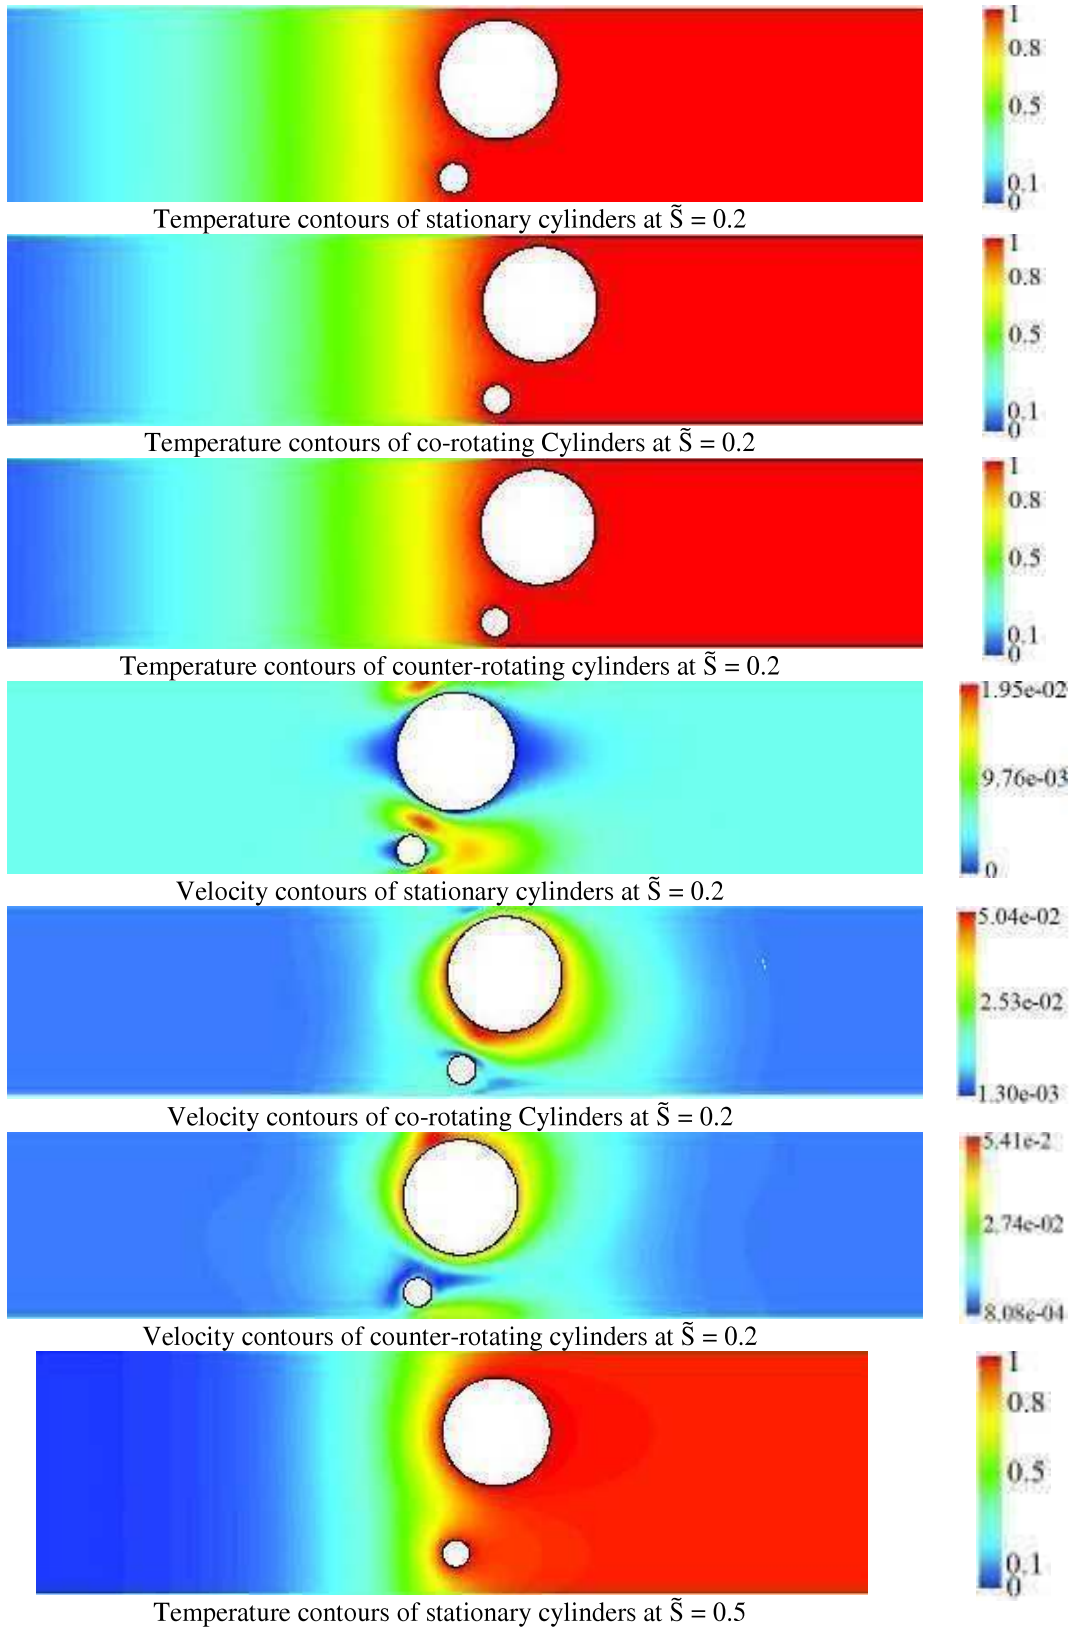 1
0.8
0.5
0.1
0
Temperature contours of stationary cylinders at S̃ = 0.2
1
0.8
0.5
0.1
0
Temperature contours of co-rotating Cylinders at S̃ = 0.2
1
0.8
0.5
0.1
0
Temperature contours of counter-rotating cylinders at S̃ = 0.2
1.95e-02
9.76e-03
0
Velocity contours of stationary cylinders at S̃ = 0.2
5.04e-02
2.53e-02
1.30e-03
Velocity contours of co-rotating Cylinders at S̃ = 0.2
5.41e-2
2.74e-02
8.08e-04
Velocity contours of counter-rotating cylinders at S̃ = 0.2
1
0.8
0.5
0.1
0
Temperature contours of stationary cylinders at S̃ = 0.5